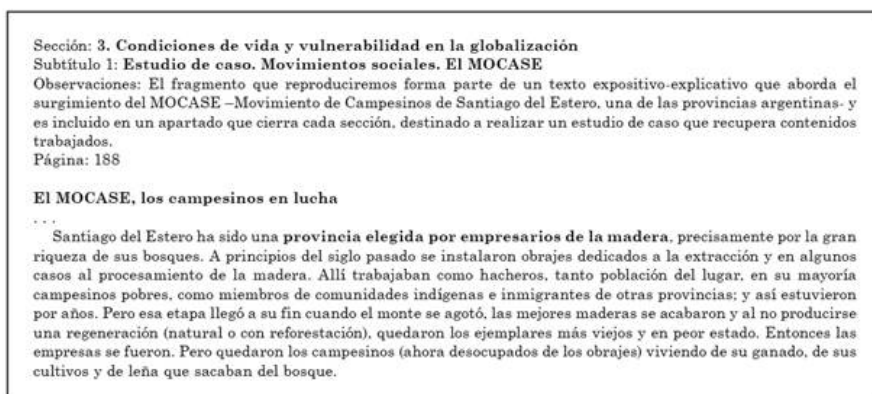 Sección: 3. Condiciones de vida y vulnerabilidad en la globalización
Subtítulo 1: Estudio de caso. Movimientos sociales. El MOCASE
Observaciones: El fragmento que reproduciremos forma parte de un texto expositivo-explicativo que aborda el
surgimiento del MOCASE –Movimiento de Campesinos de Santiago del Estero, una de las provincias argentinas- y
es incluido en un apartado que cierra cada sección, destinado a realizar un estudio de caso que recupera contenidos
trabajados.
Página: 188
El MOCASE, los campesinos en lucha
. . .
Santiago del Estero ha sido una provincia elegida por empresarios de la madera, precisamente por la gran
riqueza de sus bosques. A principios del siglo pasado se instalaron obrajes dedicados a la extracción y en algunos
casos al procesamiento de la madera. Allí trabajaban como hacheros, tanto población del lugar, en su mayoría
campesinos pobres, como miembros de comunidades indígenas e inmigrantes de otras provincias; y así estuvieron
por años. Pero esa etapa llegó a su fin cuando el monte se agotó, las mejores maderas se acabaron y al no producirse
una regeneración (natural o con reforestación), quedaron los ejemplares más viejos y en peor estado. Entonces las
empresas se fueron. Pero quedaron los campesinos (ahora desocupados de los obrajes) viviendo de su ganado, de sus
cultivos y de leña que sacaban del bosque.